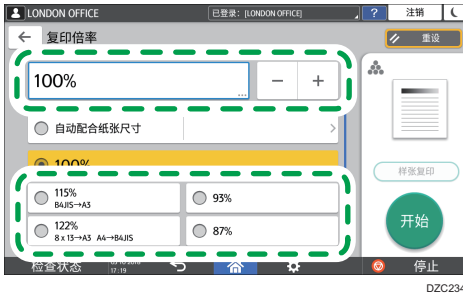 LONDON OFFICE
已登录: [LONDON OFFICE]
?
注销
复印倍率
重设
100%
...
−
+
自动配合纸张尺寸
>
100%
样张复印
115%
B4JIS→A3
93%
122%
8 x 13→A3 A4→B4JIS
87%
开始
检查状态
17:19
停止
DZC234